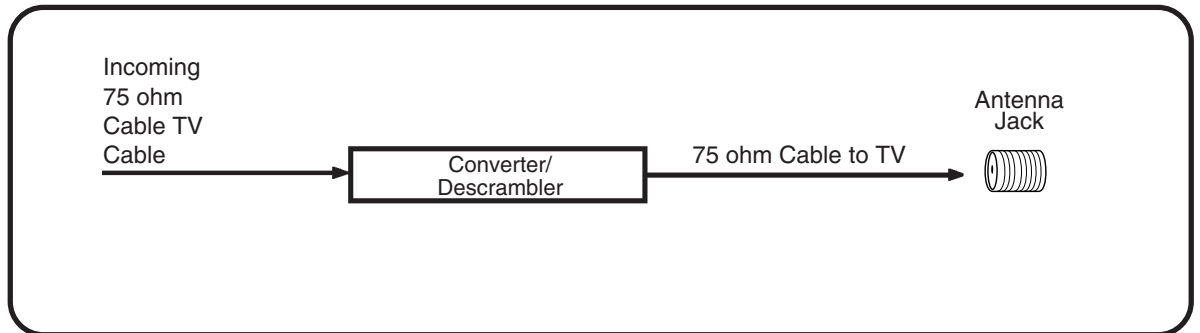 Incoming
75 ohm
Cable TV
Cable
Converter/
Descrambler
75 ohm Cable to TV
Antenna
Jack